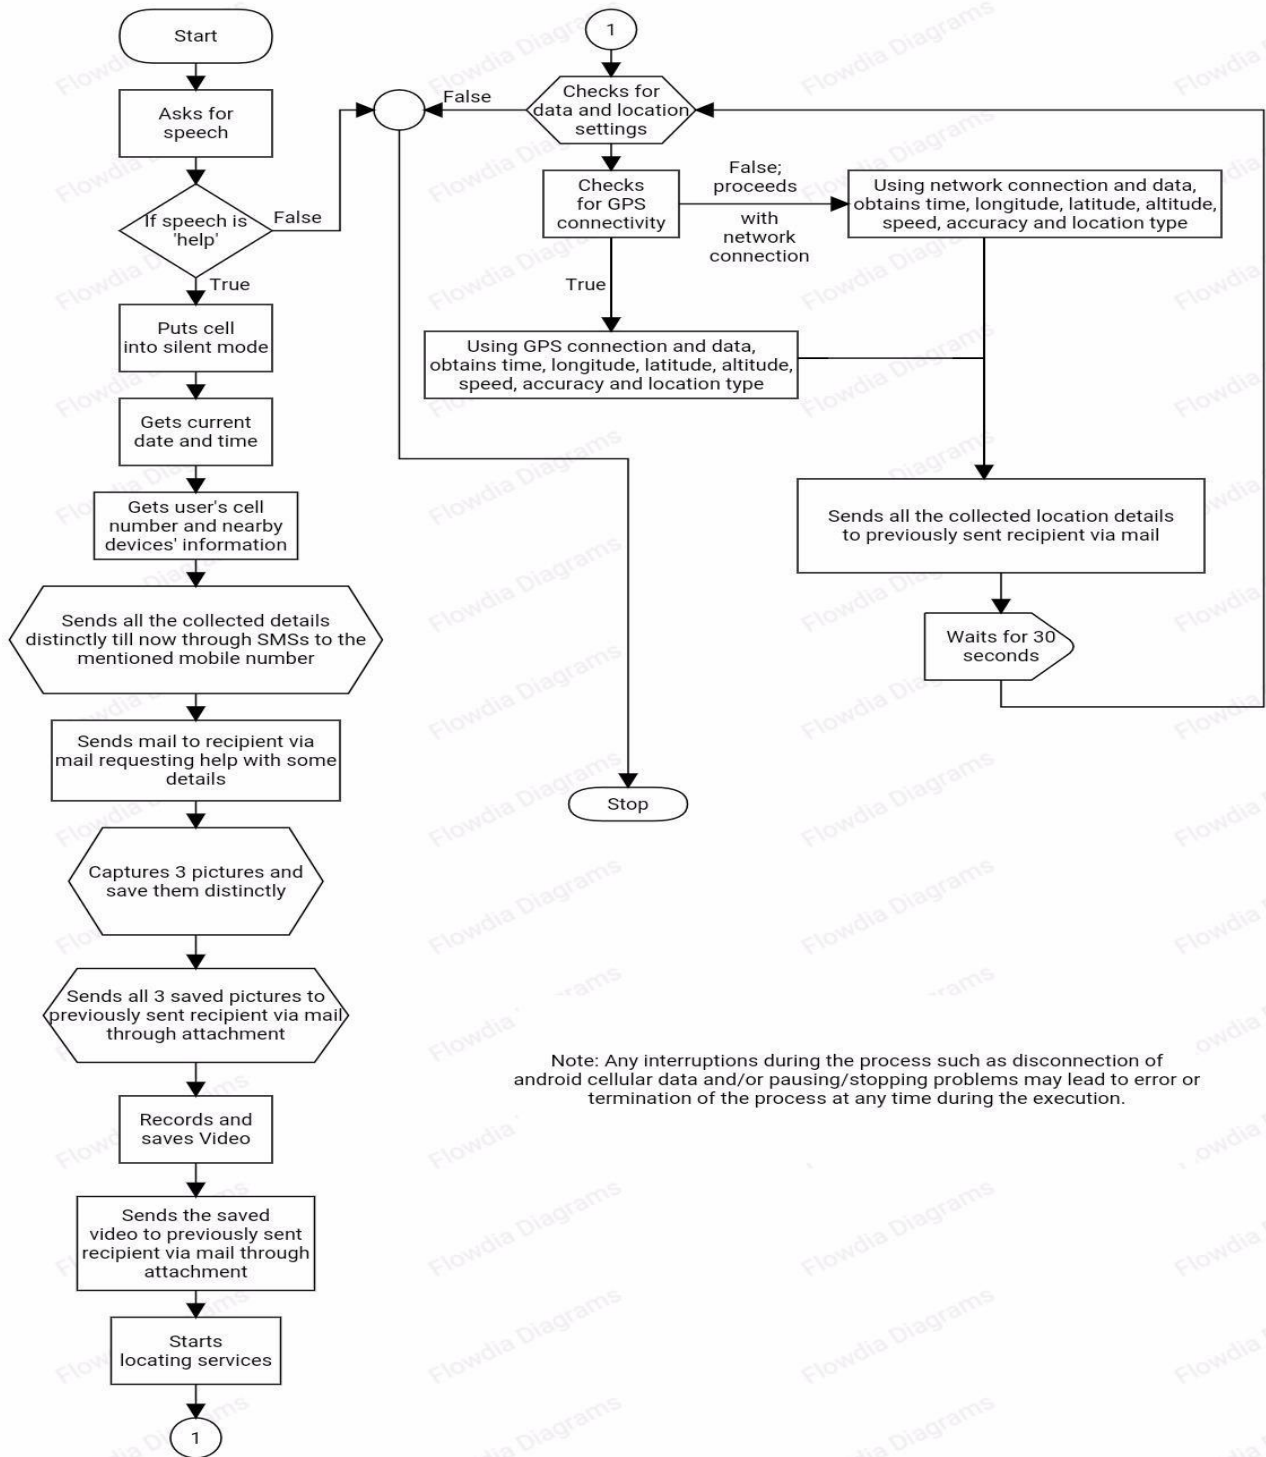 Start
Asks for
speech
If speech is
'help'
False
True
Puts cell
into silent mode
Gets current
date and time
Gets user's cell
number and nearby
devices' information
Sends all the collected details
distinctly till now through SMSs to the
mentioned mobile number
Sends mail to recipient via
mail requesting help with some
details
Captures 3 pictures and
save them distinctly
Sends all 3 saved pictures to
previously sent recipient via mail
through attachment
Records and
saves Video
Sends the saved
video to previously sent
recipient via mail through
attachment
Starts
locating services
1
1
Checks for
data and location
settings
False
Checks
for GPS
connectivity
False;
proceeds
with
network
connection
Using network connection and data,
obtains time, longitude, latitude, altitude,
speed, accuracy and location type
True
Using GPS connection and data,
obtains time, longitude, latitude, altitude,
speed, accuracy and location type
Sends all the collected location details
to previously sent recipient via mail
Waits for 30
seconds
Stop
Note: Any interruptions during the process such as disconnection of
android cellular data and/or pausing/stopping problems may lead to error or
termination of the process at any time during the execution.
Flowdia Diagrams